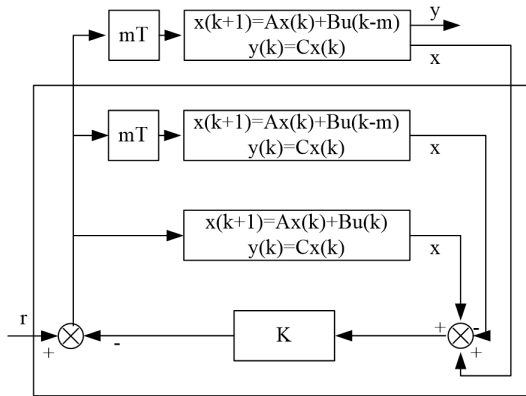 mT
x(k+1)=Ax(k)+Bu(k-m)
y(k)=Cx(k)
y
x
mT
x(k+1)=Ax(k)+Bu(k-m)
y(k)=Cx(k)
x
x(k+1)=Ax(k)+Bu(k)
y(k)=Cx(k)
x
r
+
-
K
+
-
+